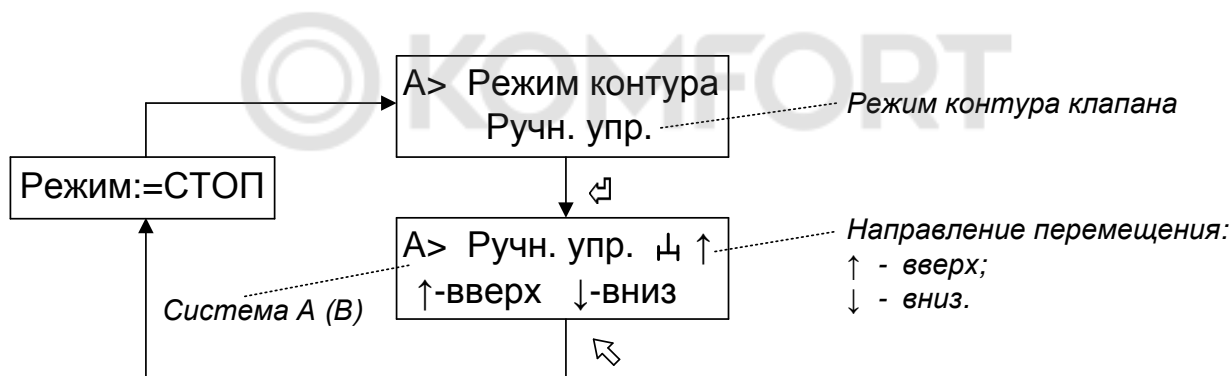 KOMFORT
А> Режим контура
Ручн. упр.
Режим контура клапана
Режим:=СТОП
А> Ручн. упр. ↑
↑-вверх ↓-вниз
Система А (В)
Направление перемещения:
↑ - вверх;
↓ - вниз.